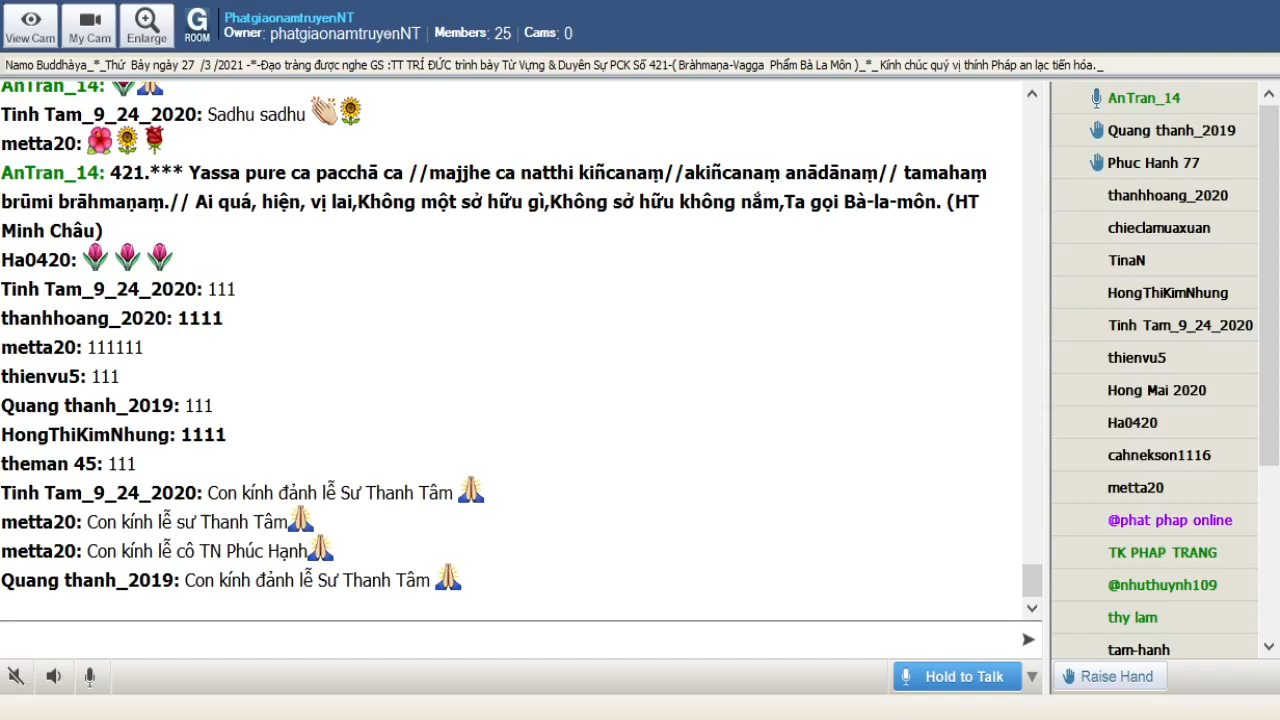 View Cam
My Cam
Enlarge
G
ROOM
PhatgiaonamtruyenNT
Owner: phatgiaonamtruyenNT | Members: 25 | Cams: 0
Namo Buddhàya_*_Thứ Bảy ngày 27 /3 /2021 -*-Đạo tràng được nghe GS :TT TRÍ ĐỨC trình bày Từ Vựng & Duyên Sự PCK Số 421-( Bràhmaṇa-Vagga Phẩm Bà La Môn )_*_ Kính chúc quý vị thính Pháp an lạc tiến hóa._
AnTran_14:
Tinh Tam_9_24_2020: Sadhu sadhu
metta20:
AnTran_14: 421.*** Yassa pure ca pacchā ca //majjhe ca natthi kiñcanaṃ//akiñcanaṃ anādānaṃ// tamahaṃ
brūmi brāhmaṇaṃ.// Ai quá, hiện, vị lai,Không một sở hữu gì,Không sở hữu không nắm,Ta gọi Bà-la-môn. (HT
Minh Châu)
Ha0420:
Tinh Tam_9_24_2020: 111
thanhhoang_2020: 1111
metta20: 111111
thienvu5: 111
Quang thanh_2019: 111
HongThiKimNhung: 1111
theman 45: 111
Tinh Tam_9_24_2020: Con kính đảnh lễ Sư Thanh Tâm
metta20: Con kính lễ sư Thanh Tâm
metta20: Con kính lễ cô TN Phúc Hạnh
Quang thanh_2019: Con kính đảnh lễ Sư Thanh Tâm
Hold to Talk
AnTran_14
Quang thanh_2019
Phuc Hanh 77
thanhhoang_2020
chieclamuaxuan
TinaN
HongThiKimNhung
Tinh Tam_9_24_2020
thienvu5
Hong Mai 2020
Ha0420
cahnekson1116
metta20
@phat phap online
TK PHAP TRANG
@nhuthuynh109
thy lam
tam-hanh
Raise Hand